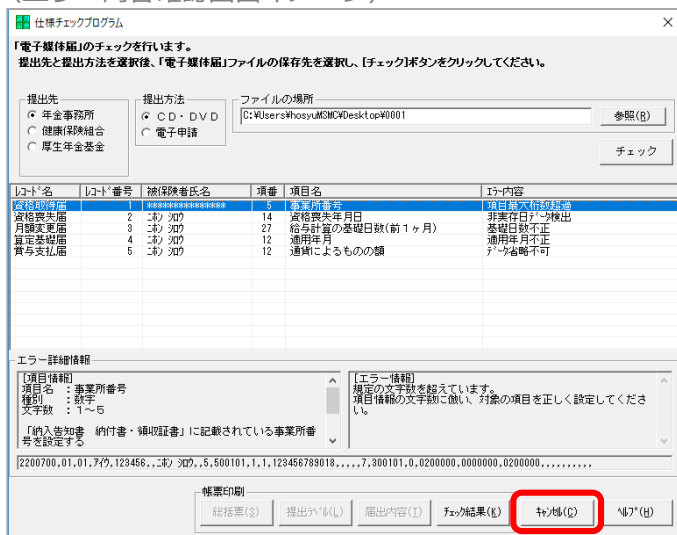 仕様チェックプログラム
「電子媒体届」のチェックを行います。
提出先と提出方法を選択後、「電子媒体届」ファイルの保存先を選択し、[チェック]ボタンをクリックしてください。
提出先 提出方法 ファイルの場所
年金事務所 CD・DVD C:¥Users¥hosyuMSMC¥Desktop¥0001 参照(R)
健康保険組合 電子申請
厚生年金基金 チェック
ﾚｺｰﾄﾞ名 ﾚｺｰﾄﾞ番号 被保険者氏名 項番 項目名 ｴﾗｰ内容
資格取得届 1 **************** 5 事業所番号 項目最大桁数超過
資格喪失届 2 ﾆﾎﾝ ｼﾞﾛｳ 14 資格喪失年月日 非実存日ﾃﾞｰﾀ検出
月額変更届 3 ﾆﾎﾝ ｼﾞﾛｳ 27 給与計算の基礎日数(前1ヶ月) 基礎日数不正
算定基礎届 4 ﾆﾎﾝ ｼﾞﾛｳ 12 適用年月 適用年月不正
賞与支払届 5 ﾆﾎﾝ ｼﾞﾛｳ 12 通貨によるものの額 ﾃﾞｰﾀ省略不可
エラー詳細情報
[項目情報] [エラー情報]
項目名 :事業所番号 規定の文字数を超えています。
種別 :数字 項目情報の文字数に倣い、対象の項目を正しく設定してくださ
文字数 :1～5 い。
「納入告知書 納付書・領収証書」に記載されている事業所番
号を設定する
2200700,01,01,ｱｲｳ,123456,,ﾆﾎﾝ ｼﾞﾛｳ,,5,500101,1,1,123456789018,,,,,7,300101,0,0200000,0000000,0200000,,,,,,,,,,
帳票印刷
総括票(S) 提出ﾗﾍﾞﾙ(L) 届出内容(I) ﾁｪｯｸ結果(K) ｷｬﾝｾﾙ(C) ﾍﾙﾌﾟ(H)